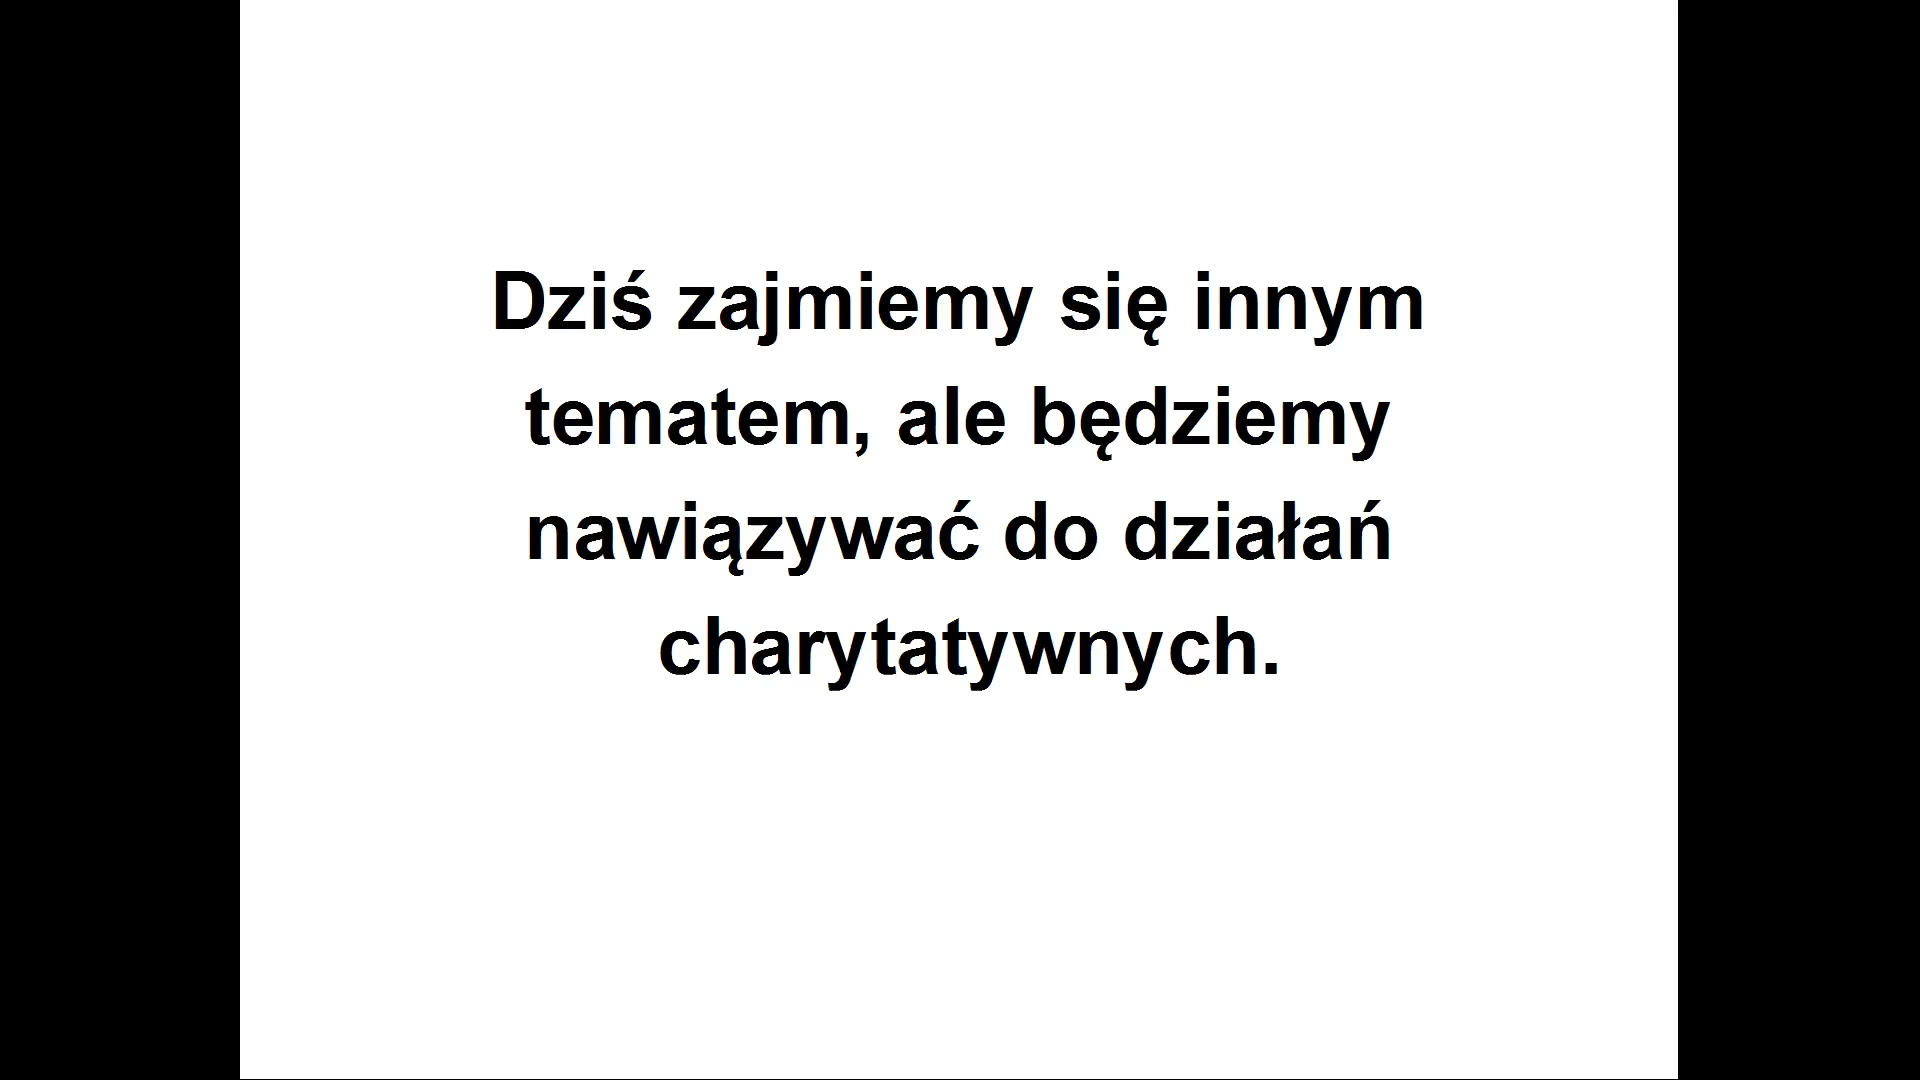 Dziś zajmiemy się innym
tematem, ale będziemy
nawiązywać do działań
charytatywnych.